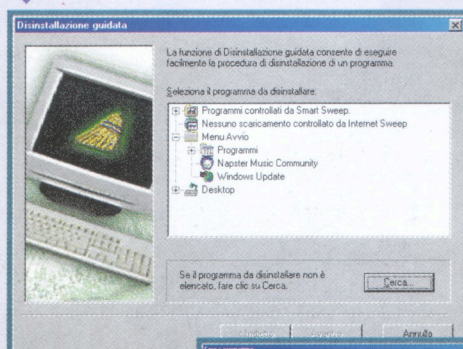 Disinstallazione guidata
La funzione di Disinstallazione guidata consente di eseguire
facilmente la procedura di disinstallazione di un programma.
Seleziona il programma da disinstallare:
Programmi controllati da Smart Sweep.
Nessuno scaricamento controllato da Internet Sweep
Menu Avvio
Programmi
Napster Music Community
Windows Update
Desktop
Se il programma da disinstallare non è
elencato, fare clic su Cerca.
Cerca...
Annulla